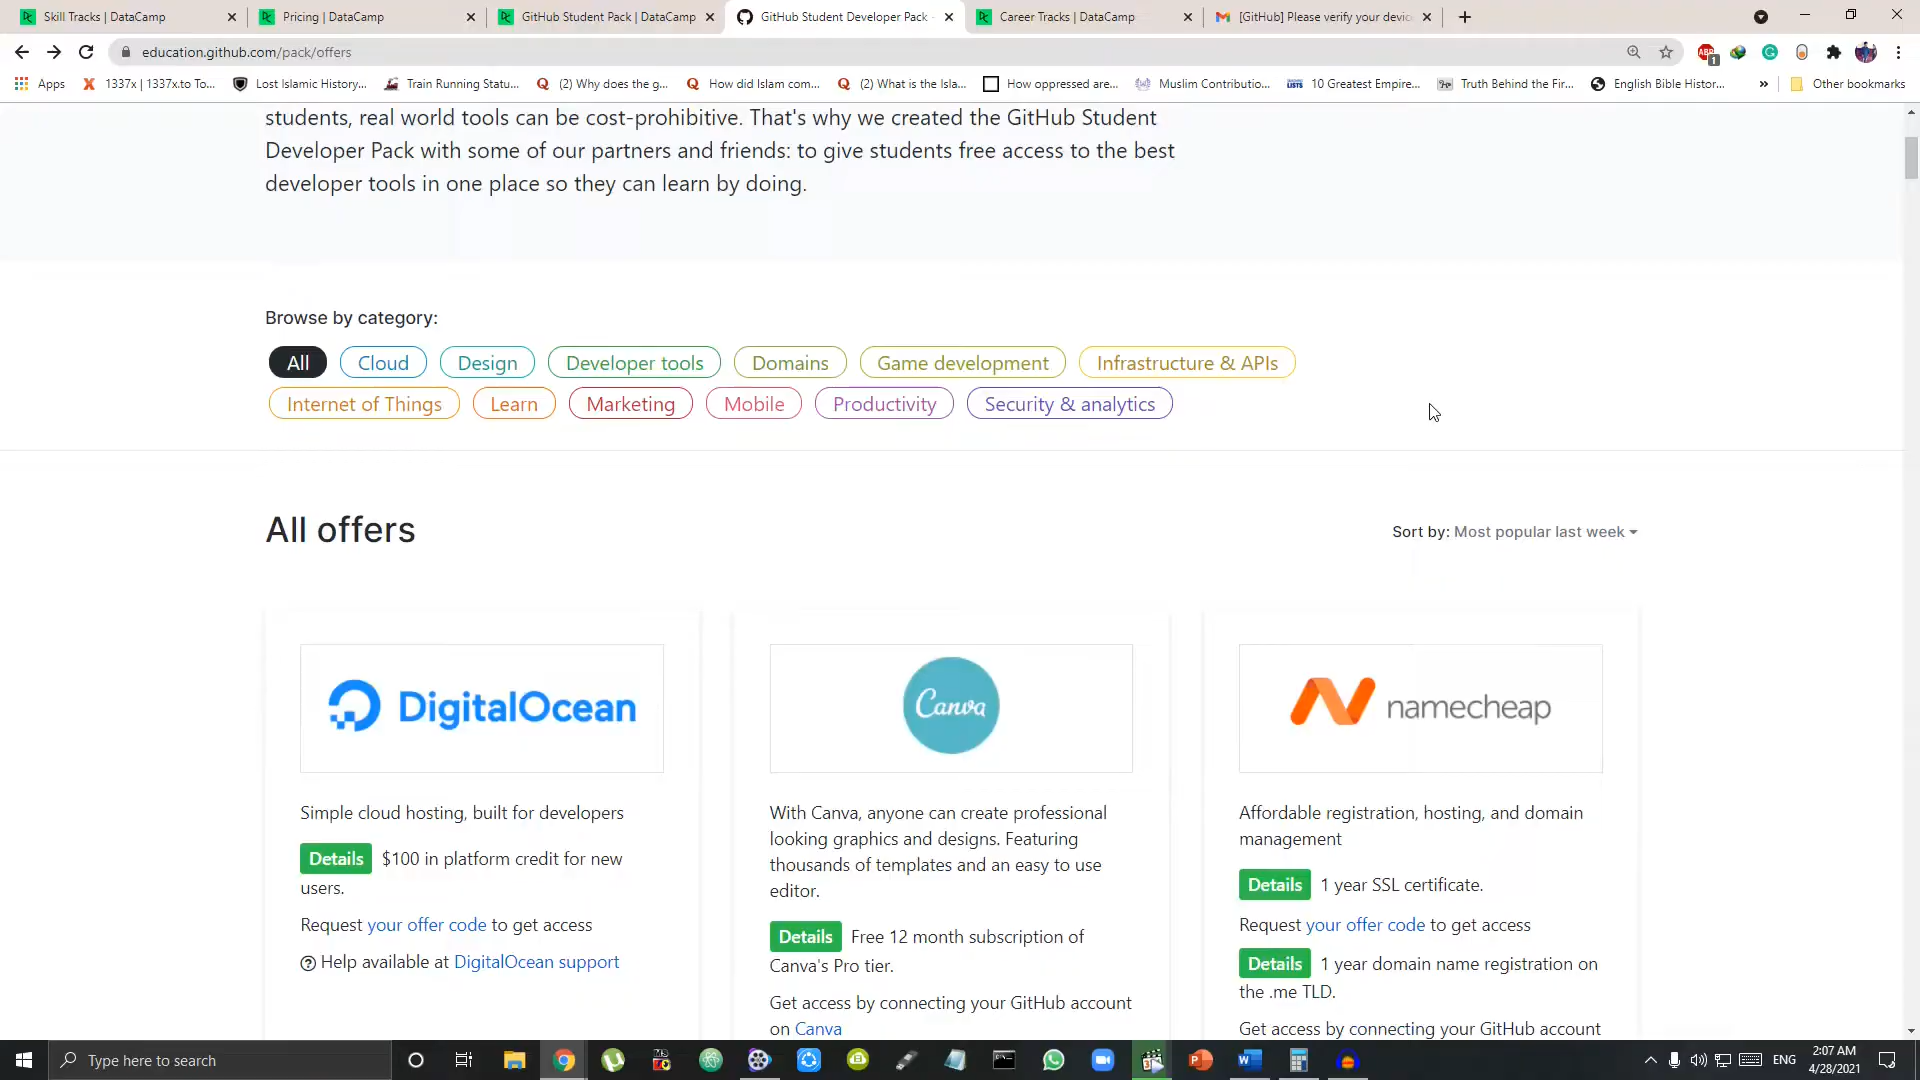 Skill Tracks | DataCamp
Pricing | DataCamp
GitHub Student Pack | DataCamp
GitHub Student Developer Pack
Career Tracks | DataCamp
[GitHub] Please verify your devic
education.github.com/pack/offers
ABP
1
Apps
1337x | 1337x.to To...
Lost Islamic History...
Train Running Statu...
(2) Why does the g...
How did Islam com...
(2) What is the Isla...
How oppressed are...
Muslim Contributio...
10 Greatest Empire...
Truth Behind the Fir...
English Bible Histor...
»
Other bookmarks
students, real world tools can be cost-prohibitive. That's why we created the GitHub Student
Developer Pack with some of our partners and friends: to give students free access to the best
developer tools in one place so they can learn by doing.
Browse by category:
All Cloud Design Developer tools Domains Game development Infrastructure & APIs
Internet of Things Learn Marketing Mobile Productivity Security & analytics
All offers
Sort by: Most popular last week
DigitalOcean
Simple cloud hosting, built for developers
Details $100 in platform credit for new
users.
Request your offer code to get access
Help available at DigitalOcean support
Canva
With Canva, anyone can create professional
looking graphics and designs. Featuring
thousands of templates and an easy to use
editor.
Details Free 12 month subscription of
Canva's Pro tier.
Get access by connecting your GitHub account
on Canva
namecheap
Affordable registration, hosting, and domain
management
Details 1 year SSL certificate.
Request your offer code to get access
Details 1 year domain name registration on
the .me TLD.
Get access by connecting your GitHub account
Type here to search
ENG
2:07 AM
4/28/2021